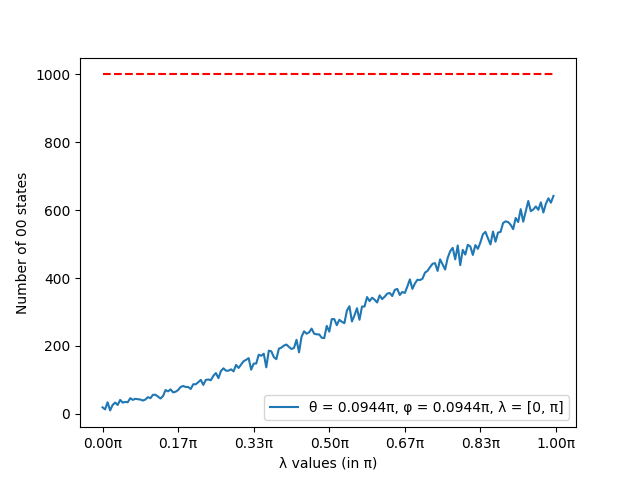 1000
800
600
400
200
0
Number of 00 states
θ = 0.0944π, φ = 0.0944π, λ = [0, π]
0.00π 0.17π 0.33π 0.50π 0.67π 0.83π 1.00π
λ values (in π)